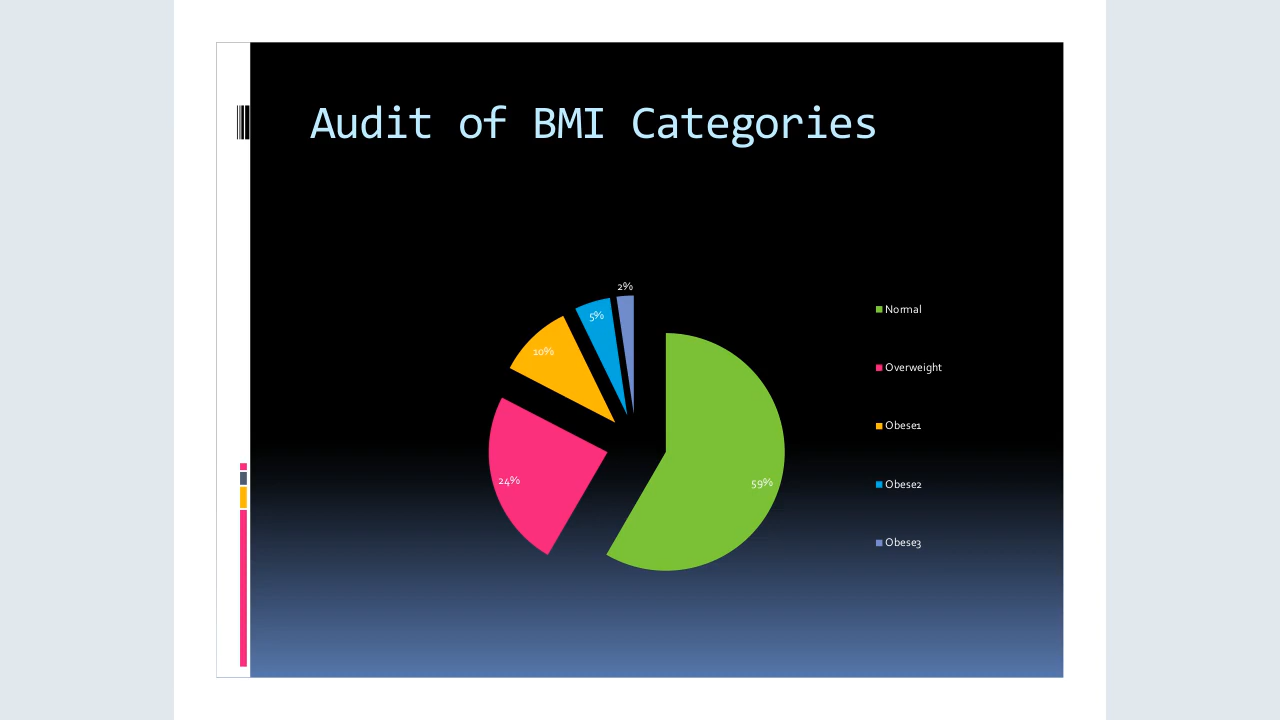 Audit of BMI Categories
2%
5%
10%
24%
59%
Normal
Overweight
Obese1
Obese2
Obese3